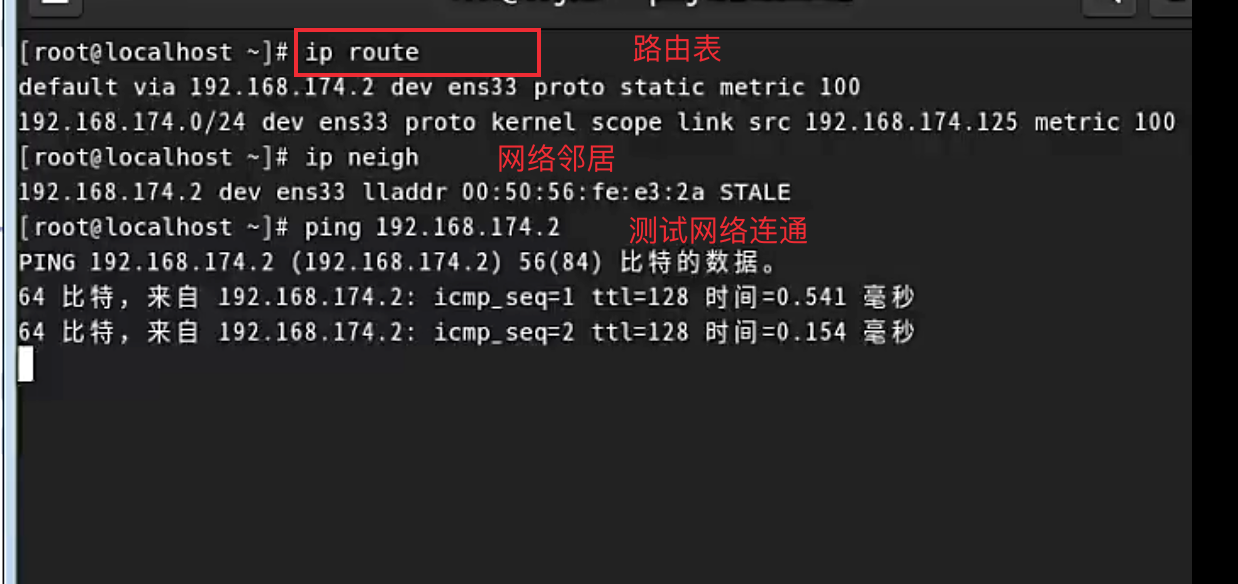 [root@localhost ~]# ip route 路由表
default via 192.168.174.2 dev ens33 proto static metric 100
192.168.174.0/24 dev ens33 proto kernel scope link src 192.168.174.125 metric 100
[root@localhost ~]# ip neigh 网络邻居
192.168.174.2 dev ens33 lladdr 00:50:56:fe:e3:2a STALE
[root@localhost ~]# ping 192.168.174.2 测试网络连通
PING 192.168.174.2 (192.168.174.2) 56(84) 比特的数据。
64 比特，来自 192.168.174.2: icmp_seq=1 ttl=128 时间=0.541 毫秒
64 比特，来自 192.168.174.2: icmp_seq=2 ttl=128 时间=0.154 毫秒